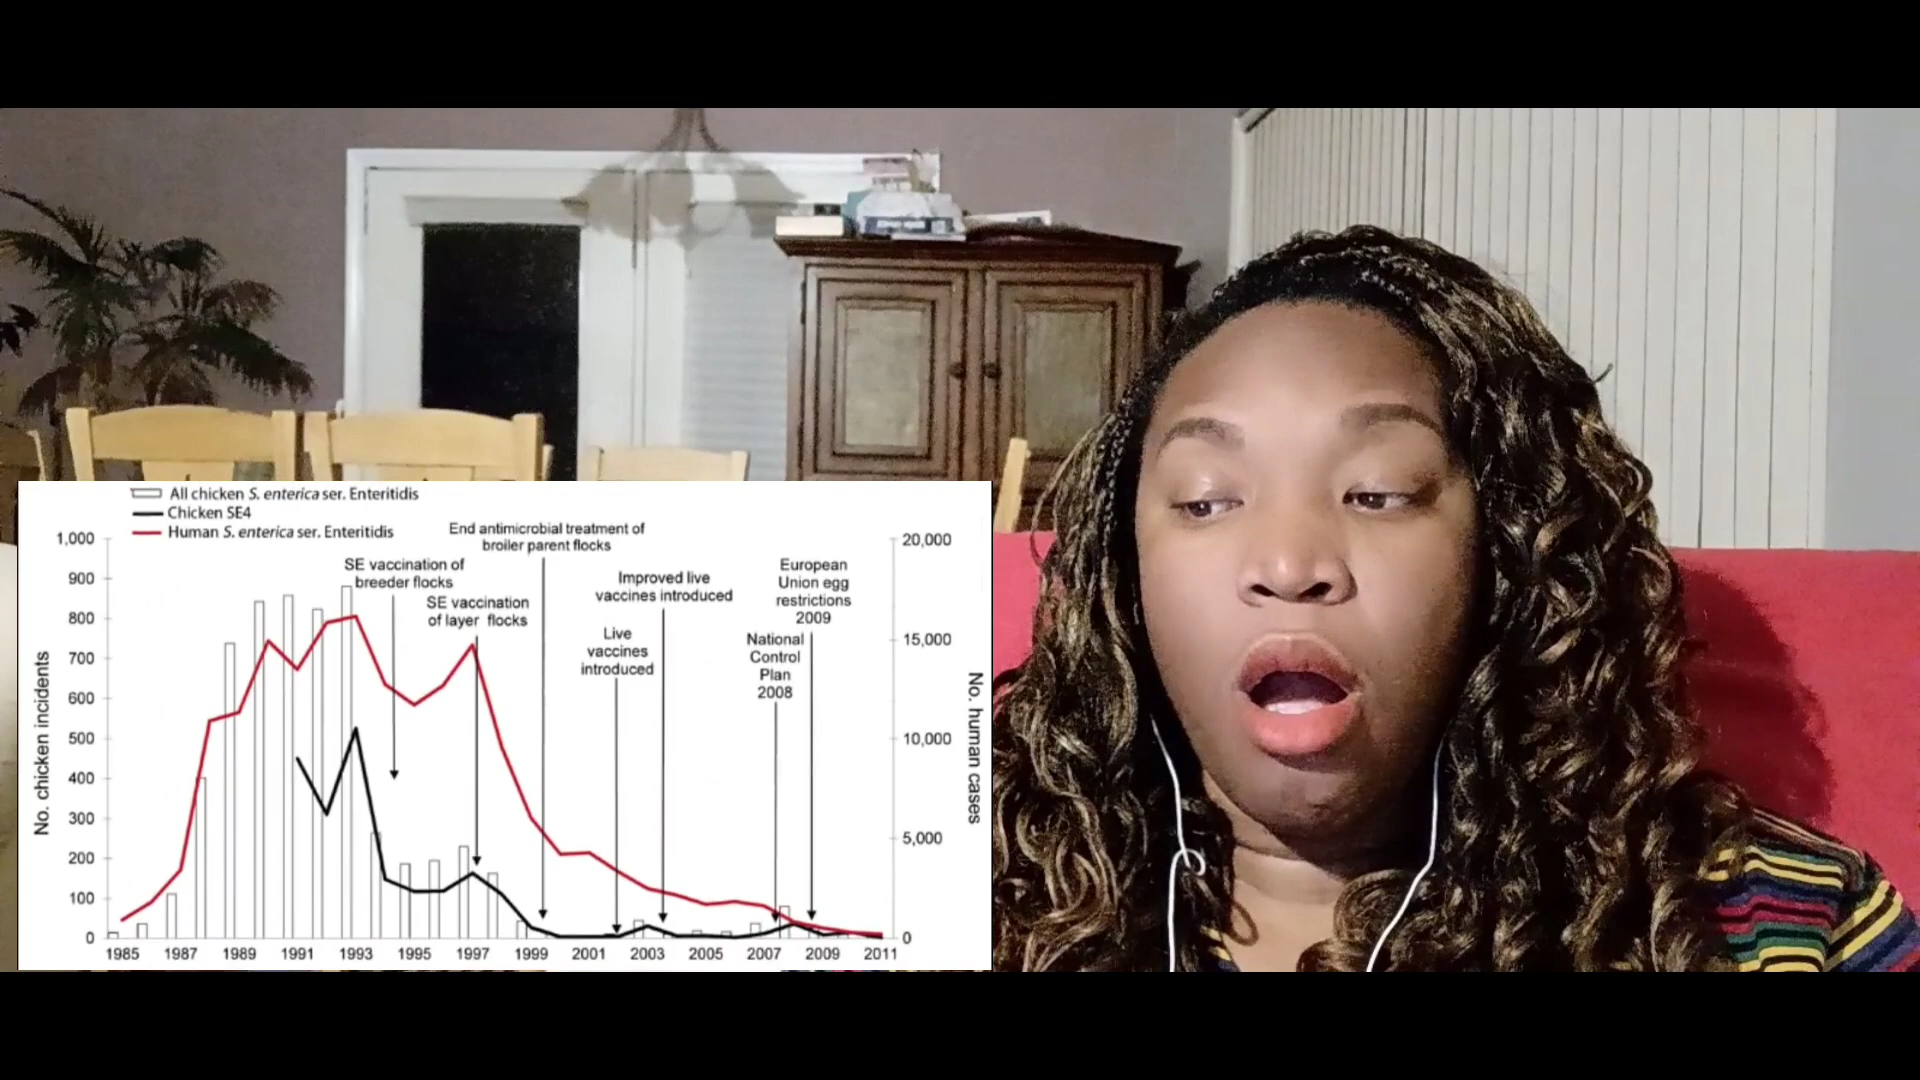 All chicken S. enterica ser. Enteritidis
Chicken SE4
Human S. enterica ser. Enteritidis
End antimicrobial treatment of
broiler parent flocks
SE vaccination of
breeder flocks
SE vaccination
of layer flocks
Improved live
vaccines introduced
Live
vaccines
introduced
European
Union egg
restrictions
2009
National
Control
Plan
2008
No. chicken incidents
1,000
900
800
700
600
500
400
300
200
100
0
No. human cases
20,000
15,000
10,000
5,000
0
1985 1987 1989 1991 1993 1995 1997 1999 2001 2003 2005 2007 2009 2011